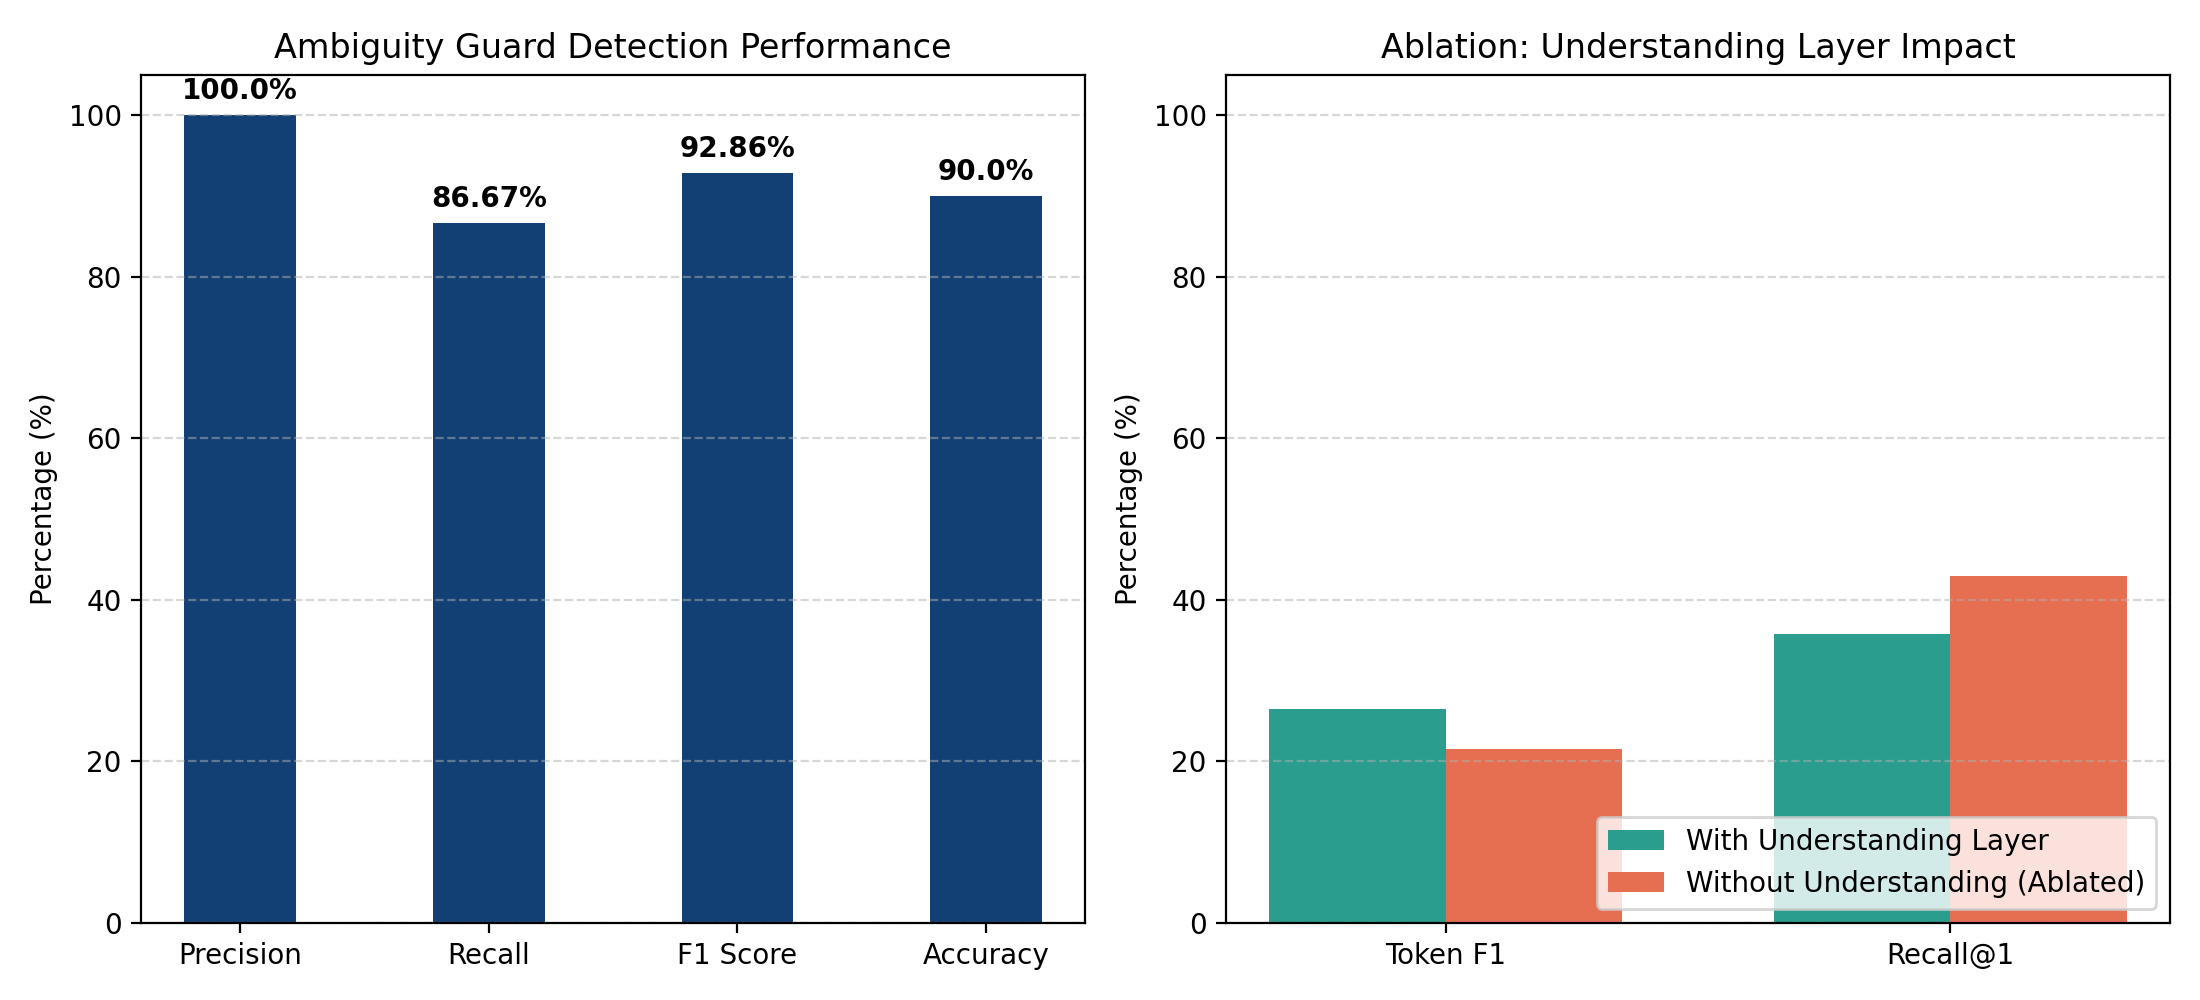 Ambiguity Guard Detection Performance
Percentage (%)
100
80
60
40
20
0
100.0%
86.67%
92.86%
90.0%
Precision
Recall
F1 Score
Accuracy
Ablation: Understanding Layer Impact
Percentage (%)
100
80
60
40
20
0
With Understanding Layer
Without Understanding (Ablated)
Token F1
Recall@1